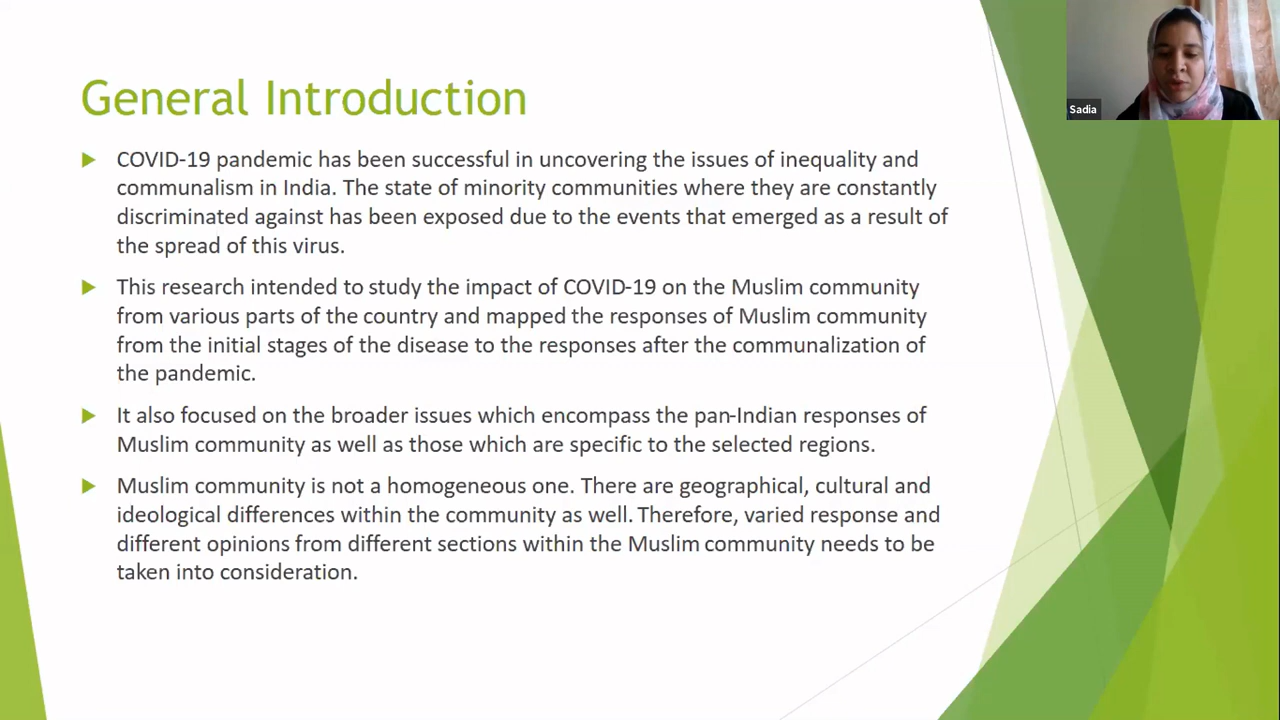 General Introduction
COVID-19 pandemic has been successful in uncovering the issues of inequality and
communalism in India. The state of minority communities where they are constantly
discriminated against has been exposed due to the events that emerged as a result of
the spread of this virus.
This research intended to study the impact of COVID-19 on the Muslim community
from various parts of the country and mapped the responses of Muslim community
from the initial stages of the disease to the responses after the communalization of
the pandemic.
It also focused on the broader issues which encompass the pan-Indian responses of
Muslim community as well as those which are specific to the selected regions.
Muslim community is not a homogeneous one. There are geographical, cultural and
ideological differences within the community as well. Therefore, varied response and
different opinions from different sections within the Muslim community needs to be
taken into consideration.
Sadia